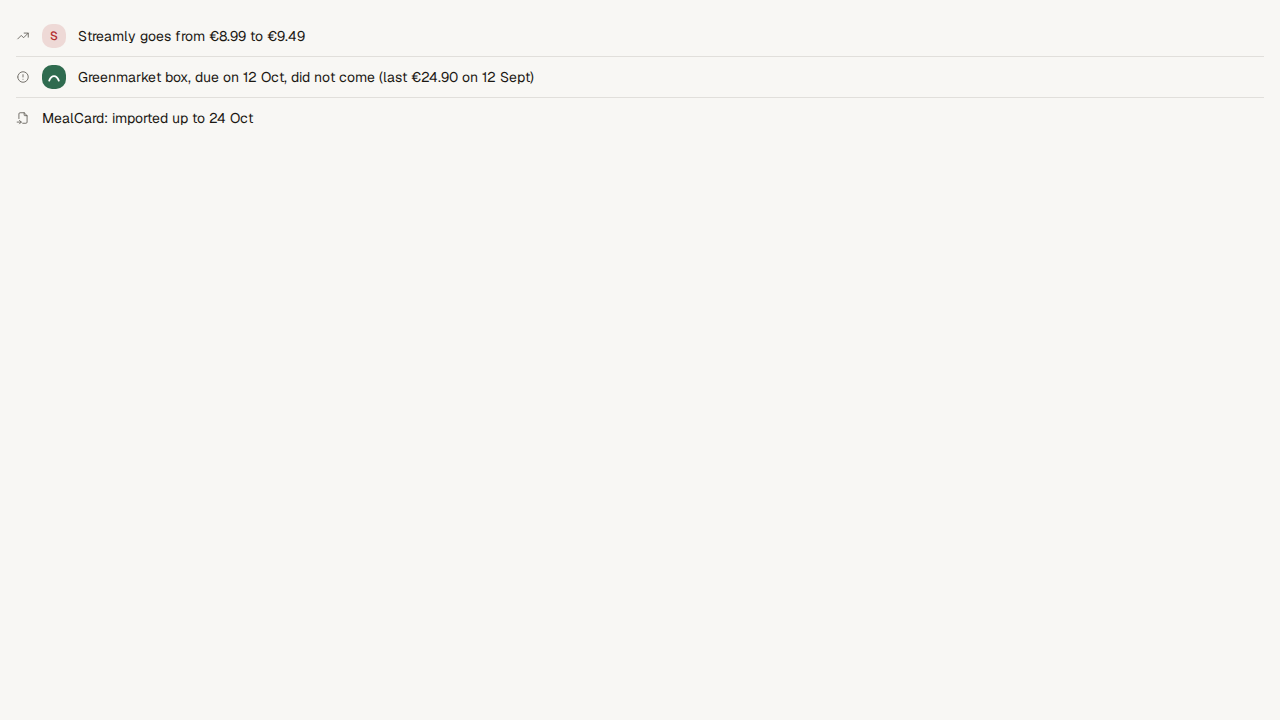 S Streamly goes from €8.99 to €9.49
Greenmarket box, due on 12 Oct, did not come (last €24.90 on 12 Sept)
MealCard: imported up to 24 Oct